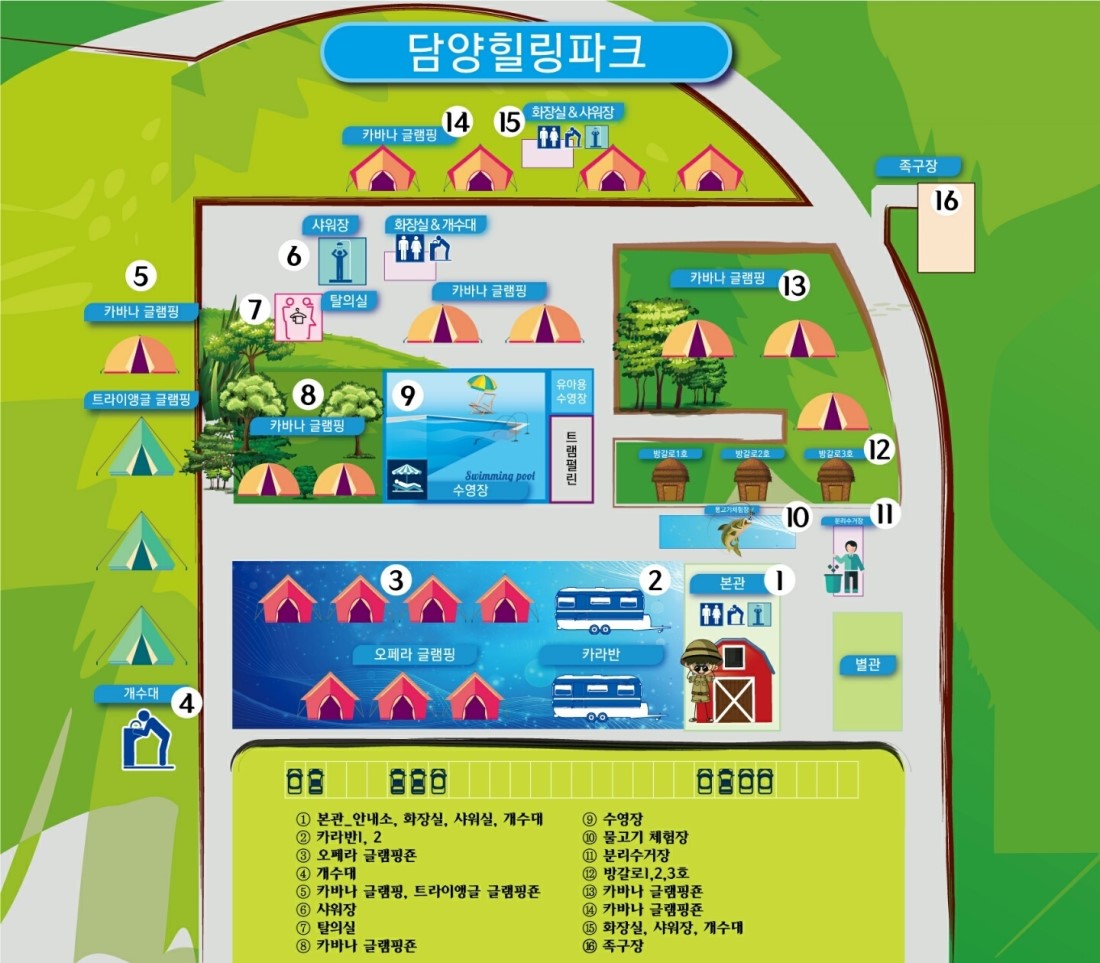 담양힐링파크
카바나 글램핑
14
15
화장실 & 샤워장
족구장
16
샤워장
6
화장실 & 개수대
5
카바나 글램핑
7
탈의실
카바나 글램핑
카바나 글램핑
13
트라이앵글 글램핑
8
카바나 글램핑
9
유아용
수영장
트램펄린
Swimming pool
수영장
방갈로1호
방갈로2호
방갈로3호
12
물고기체험장
10
분리수거장
11
3
오페라 글램핑
2
카라반
본관
1
별관
개수대
4
① 본관_안내소, 화장실, 샤워실, 개수대
② 카라반1, 2
③ 오페라 글램핑존
④ 개수대
⑤ 카바나 글램핑, 트라이앵글 글램핑존
⑥ 샤워장
⑦ 탈의실
⑧ 카바나 글램핑존
⑨ 수영장
⑩ 물고기 체험장
⑪ 분리수거장
⑫ 방갈로1,2,3호
⑬ 카바나 글램핑존
⑭ 카바나 글램핑존
⑮ 화장실, 샤워장, 개수대
⑯ 족구장